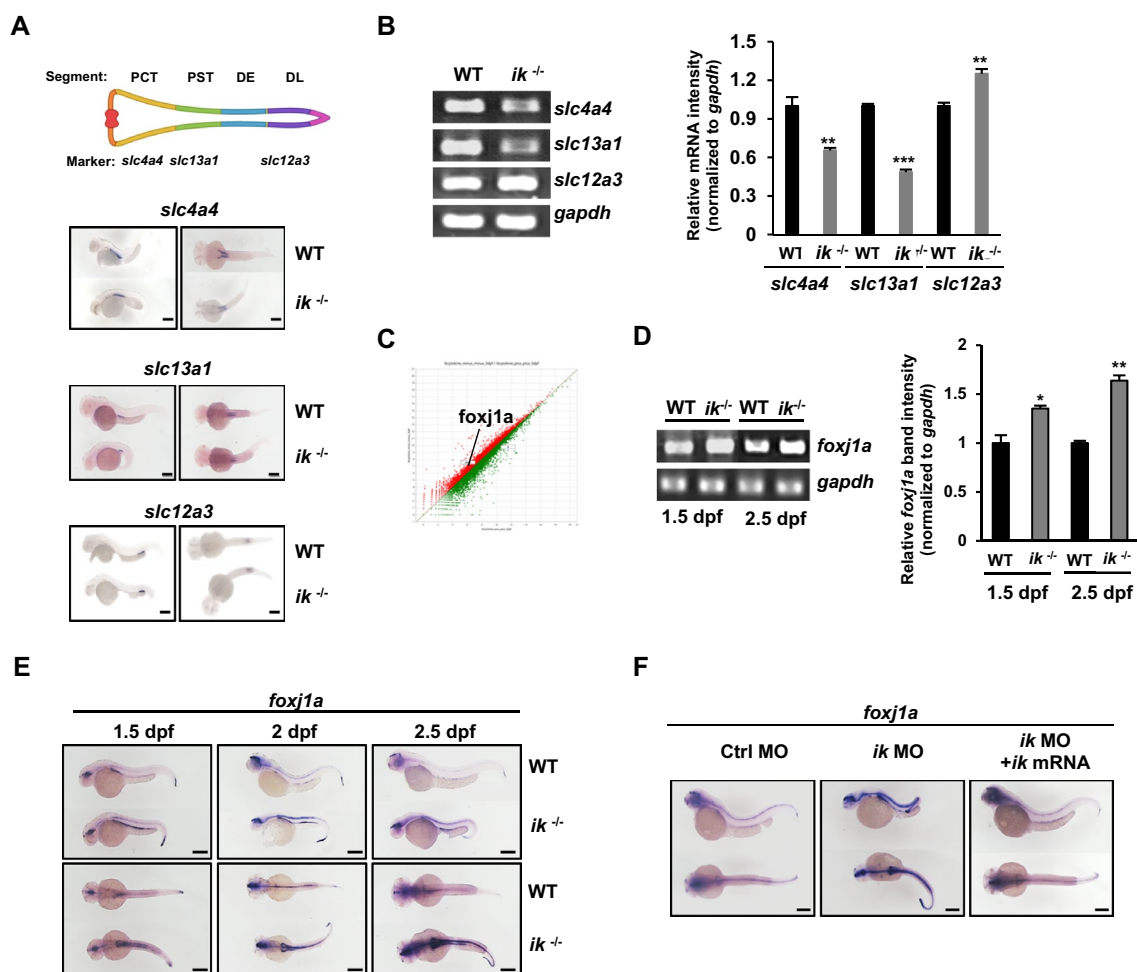 A
Segment: PCT PST DE DL
Marker: slc4a4 slc13a1 slc12a3
slc4a4
WT
ik -/-
slc13a1
WT
ik -/-
slc12a3
WT
ik -/-
B
WT ik -/-
slc4a4
slc13a1
slc12a3
gapdh
Relative mRNA intensity
(normalized to gapdh)
1.5
1.2
0.9
0.6
0.3
0
**
***
**
WT ik -/- WT ik -/- WT ik -/-
slc4a4 slc13a1 slc12a3
C
foxj1a
D
WT ik-/- WT ik-/-
foxj1a
gapdh
1.5 dpf 2.5 dpf
Relative foxj1a band intensity
(normalized to gapdh)
2
1.5
1
0.5
0
*
**
WT ik -/- WT ik -/-
1.5 dpf 2.5 dpf
E
foxj1a
1.5 dpf 2 dpf 2.5 dpf
WT
ik -/-
WT
ik -/-
F
foxj1a
Ctrl MO ik MO ik MO
+ik mRNA